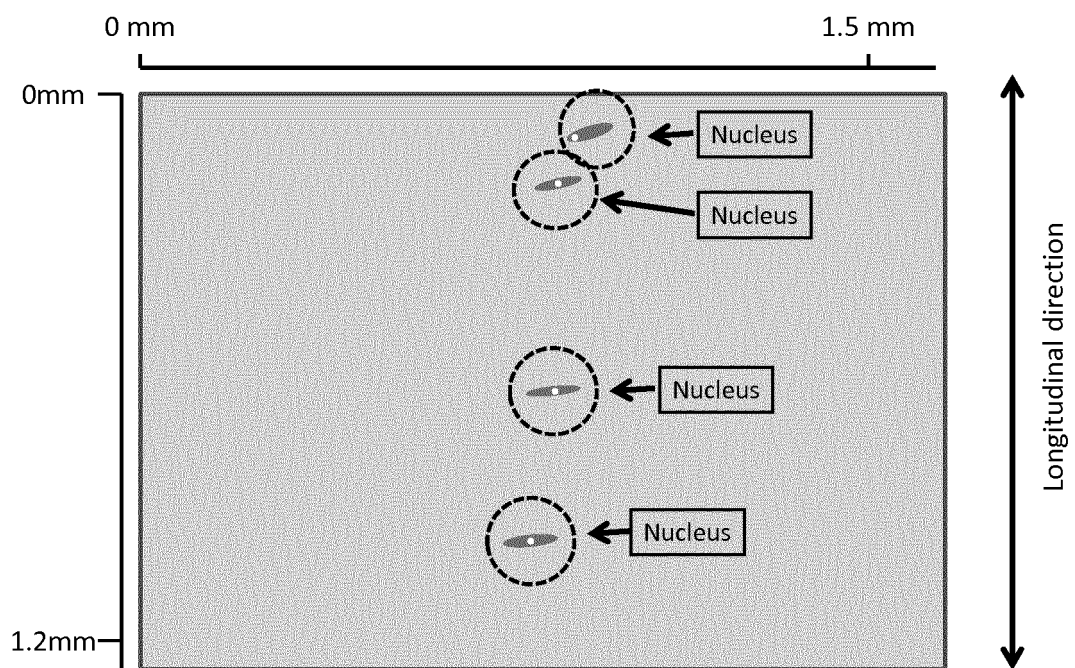 0 mm
1.5 mm
0mm
Nucleus
Nucleus
Nucleus
Nucleus
1.2mm
Longitudinal direction